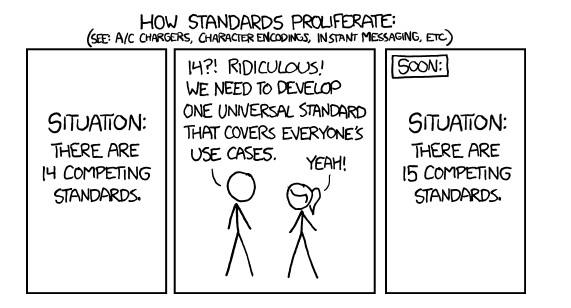 HOW STANDARDS PROLIFERATE:
(SEE: A/C CHARGERS, CHARACTER ENCODINGS, INSTANT MESSAGING, ETC.)
SITUATION:
THERE ARE
14 COMPETING
STANDARDS.
14?! RIDICULOUS!
WE NEED TO DEVELOP
ONE UNIVERSAL STANDARD
THAT COVERS EVERYONE'S
USE CASES.
YEAH!
SOON:
SITUATION:
THERE ARE
15 COMPETING
STANDARDS.